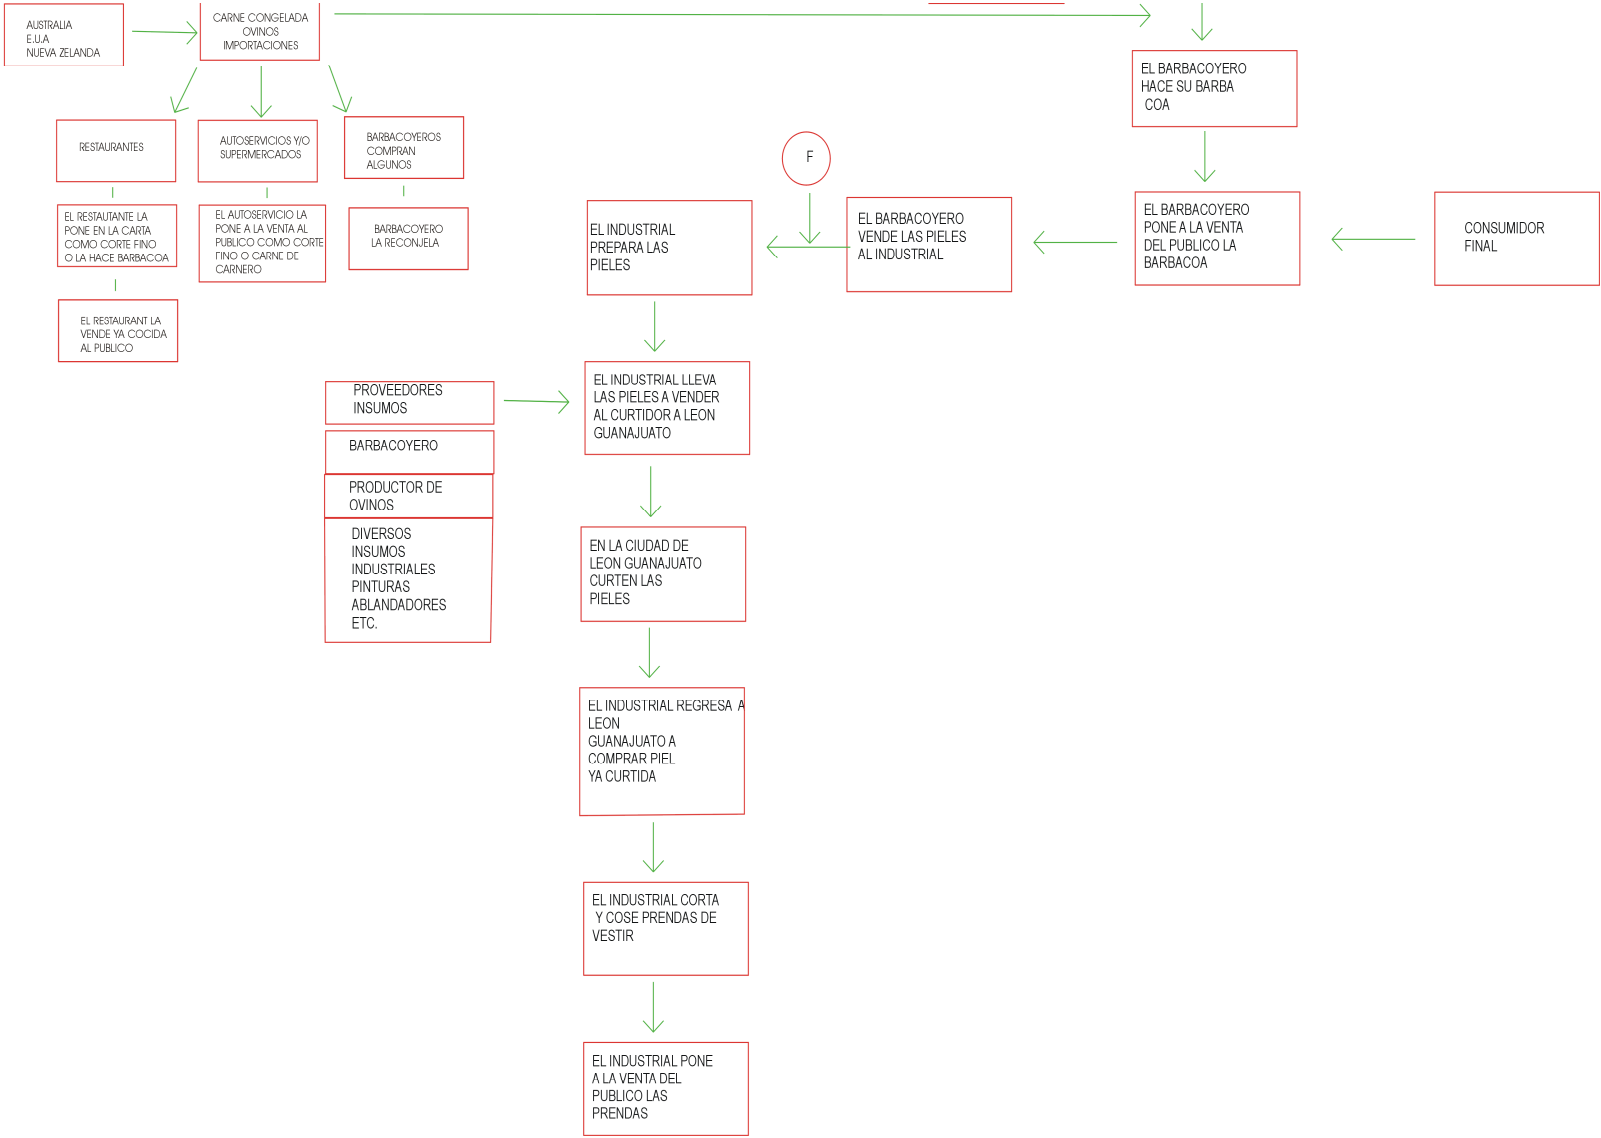 AUSTRALIA
E.U.A
NUEVA ZELANDA
CARNE CONGELADA
OVINOS
IMPORTACIONES
EL BARBACOYERO
HACE SU BARBA
COA
RESTAURANTES
AUTOSERVICIOS Y/O
SUPERMERCADOS
BARBACOYEROS
COMPRAN
ALGUNOS
F
EL RESTAUTANTE LA
PONE EN LA CARTA
COMO CORTE FINO
O LA HACE BARBACOA
EL AUTOSERVICIO LA
PONE A LA VENTA AL
PUBLICO COMO CORTE
FINO O CARNE DE
CARNERO
BARBACOYERO
LA RECONJELA
EL INDUSTRIAL
PREPARA LAS
PIELES
EL BARBACOYERO
VENDE LAS PIELES
AL INDUSTRIAL
EL BARBACOYERO
PONE A LA VENTA
DEL PUBLICO LA
BARBACOA
CONSUMIDOR
FINAL
EL RESTAURANT LA
VENDE YA COCIDA
AL PUBLICO
PROVEEDORES
INSUMOS
BARBACOYERO
PRODUCTOR DE
OVINOS
DIVERSOS
INSUMOS
INDUSTRIALES
PINTURAS
ABLANDADORES
ETC.
EL INDUSTRIAL LLEVA
LAS PIELES A VENDER
AL CURTIDOR A LEON
GUANAJUATO
EN LA CIUDAD DE
LEON GUANAJUATO
CURTEN LAS
PIELES
EL INDUSTRIAL REGRESA A
LEON
GUANAJUATO A
COMPRAR PIEL
YA CURTIDA
EL INDUSTRIAL CORTA
Y COSE PRENDAS DE
VESTIR
EL INDUSTRIAL PONE
A LA VENTA DEL
PUBLICO LAS
PRENDAS